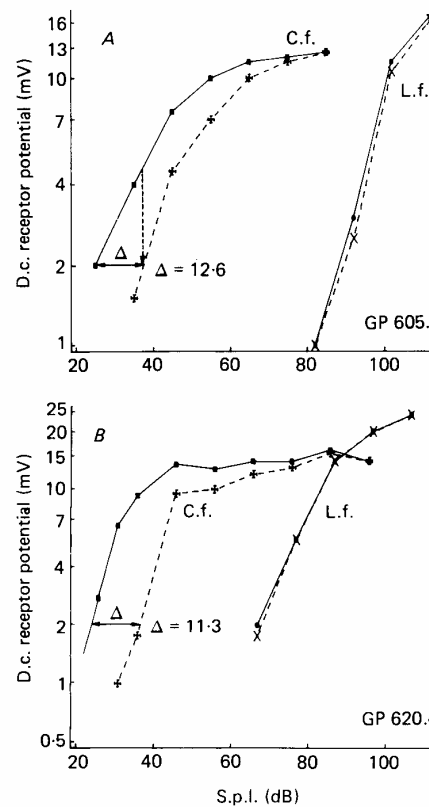 A
C.f.
L.f.
D.c. receptor potential (mV)
16
13
10
7
4
2
1
Δ
Δ = 12·6
GP 605.
20 40 60 80 100
B
C.f.
L.f.
D.c. receptor potential (mV)
25
20
15
10
7
4
2
1
0·5
Δ
Δ = 11·3
GP 620.
20 40 60 80 100
S.p.l. (dB)